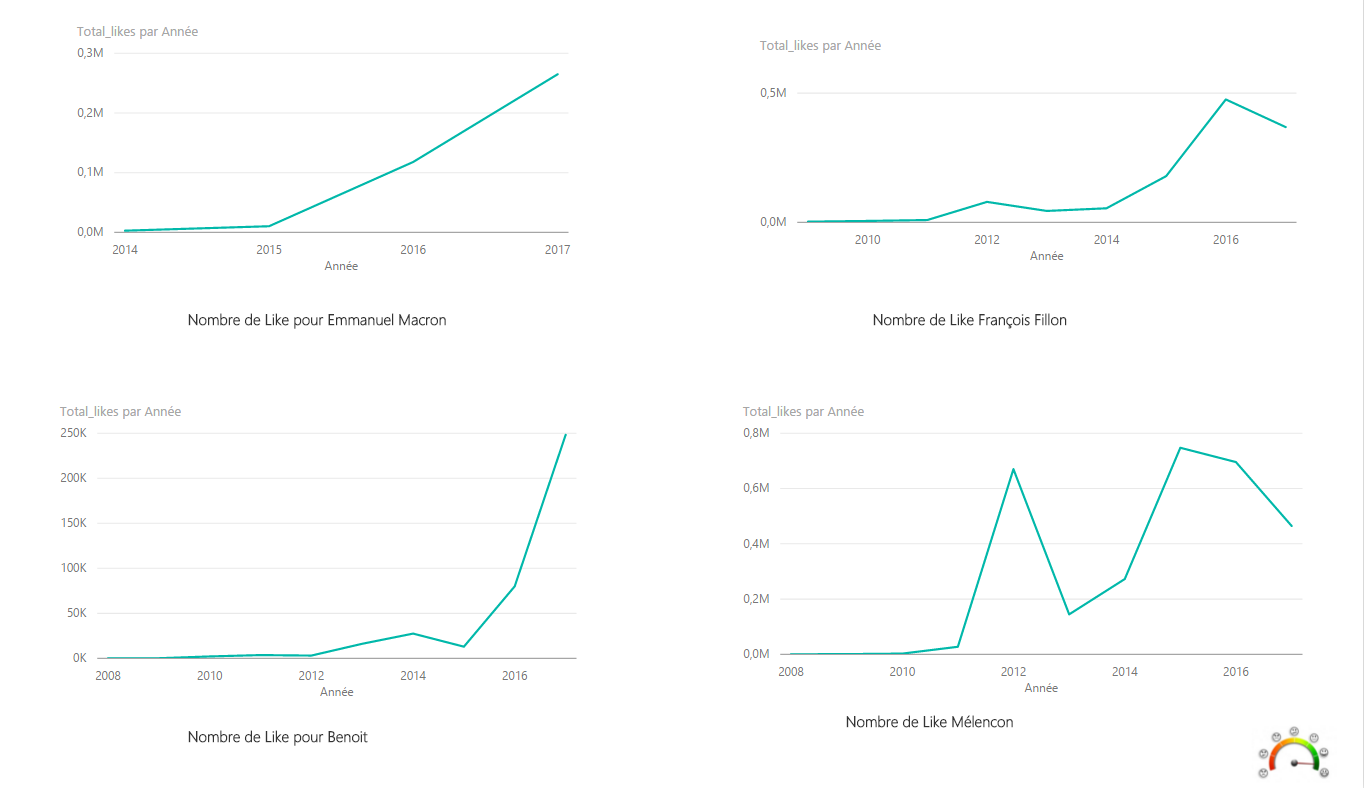 Total_likes par Année
0,3M
0,2M
0,1M
0,0M
2014 2015 2016 2017
Année
Nombre de Like pour Emmanuel Macron
Total_likes par Année
0,5M
0,0M
2010 2012 2014 2016
Année
Nombre de Like François Fillon
Total_likes par Année
250K
200K
150K
100K
50K
0K
2008 2010 2012 2014 2016
Année
Nombre de Like pour Benoit
Total_likes par Année
0,8M
0,6M
0,4M
0,2M
0,0M
2008 2010 2012 2014 2016
Année
Nombre de Like Mélencon